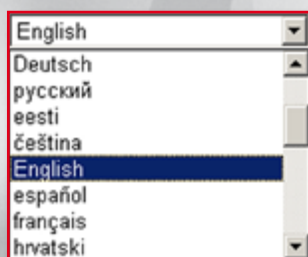 English
Deutsch
русский
eesti
čeština
English
español
français
hrvatski